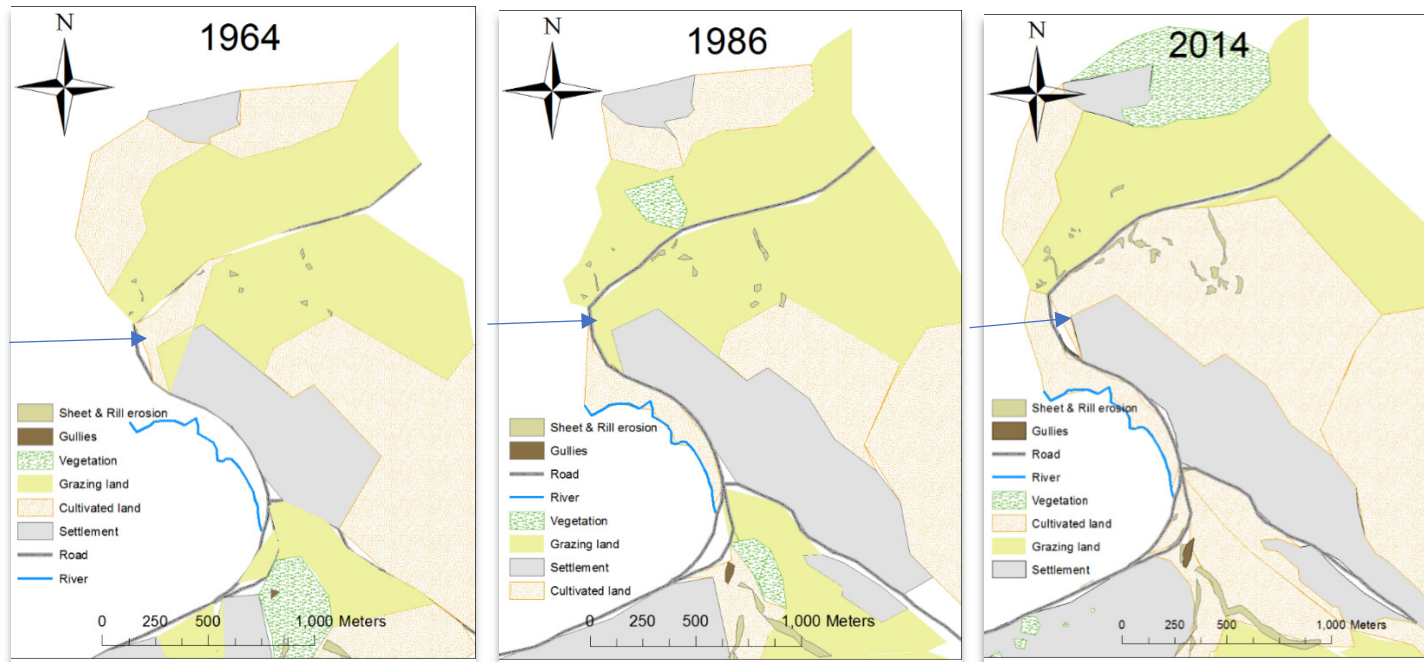 N
1964
Sheet & Rill erosion
Gullies
Vegetation
Grazing land
Cultivated land
Settlement
Road
River
0 250 500 1,000 Meters
N
1986
Sheet & Rill erosion
Gullies
Road
River
Vegetation
Grazing land
Settlement
Cultivated land
0 250 500 1,000 Meters
N
2014
Sheet & Rill erosion
Gullies
Road
River
Vegetation
Cultivated land
Grazing land
Settlement
0 250 500 1,000 Meters